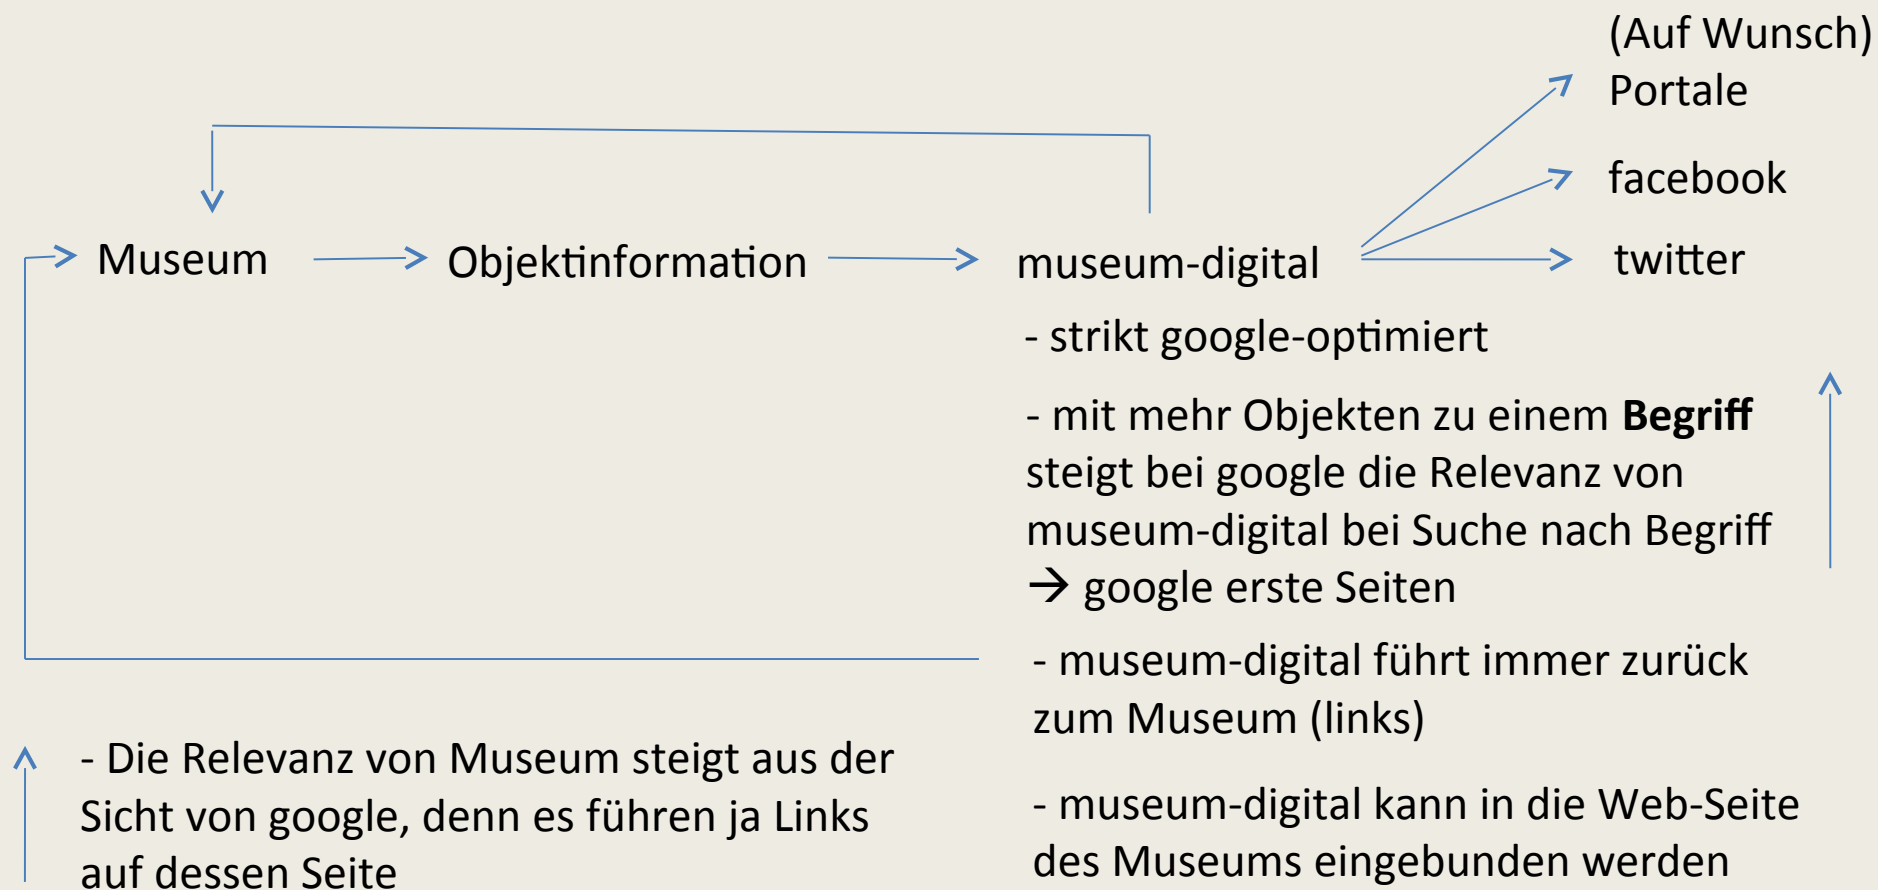 (Auf Wunsch)
Portale
facebook
Museum
Objektinformation
museum-digital
twitter
- strikt google-optimiert
- mit mehr Objekten zu einem Begriff
steigt bei google die Relevanz von
museum-digital bei Suche nach Begriff
→ google erste Seiten
- museum-digital führt immer zurück
zum Museum (links)
- Die Relevanz von Museum steigt aus der
Sicht von google, denn es führen ja Links
auf dessen Seite
- museum-digital kann in die Web-Seite
des Museums eingebunden werden